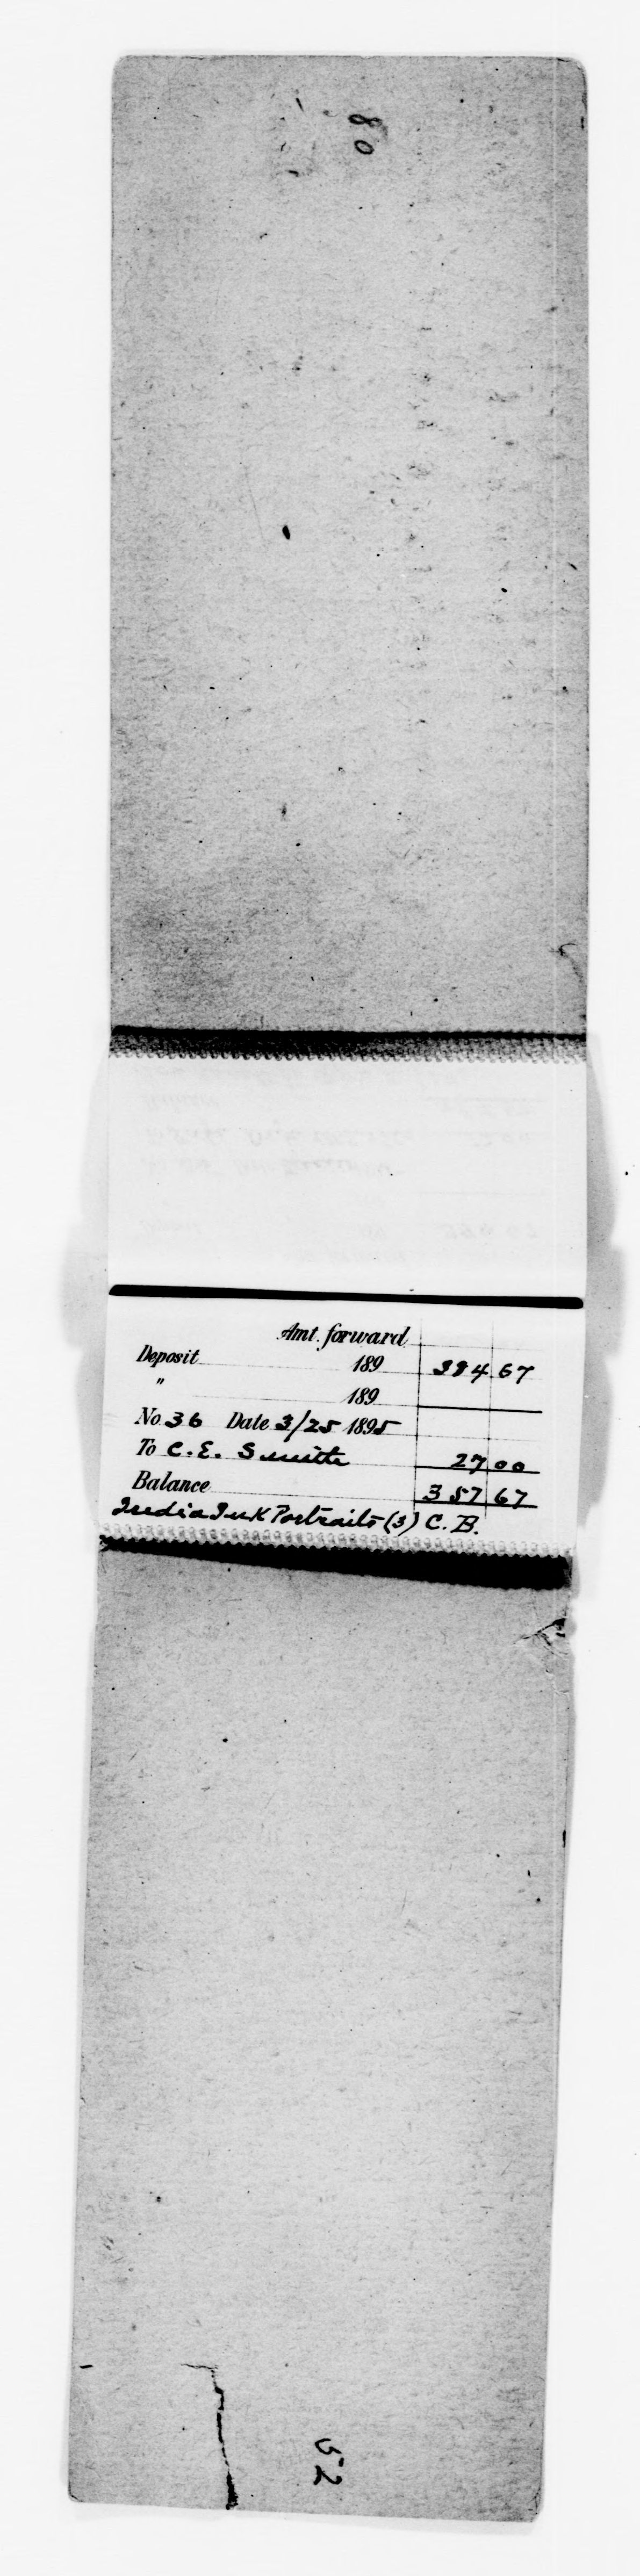 80
Amt. forward
Deposit 189 384 67
" 189
No. 36 Date 3/25 1895
To C. E. Smith 27 00
Balance 357 67
India Ink Portraits (3) C. B.
52